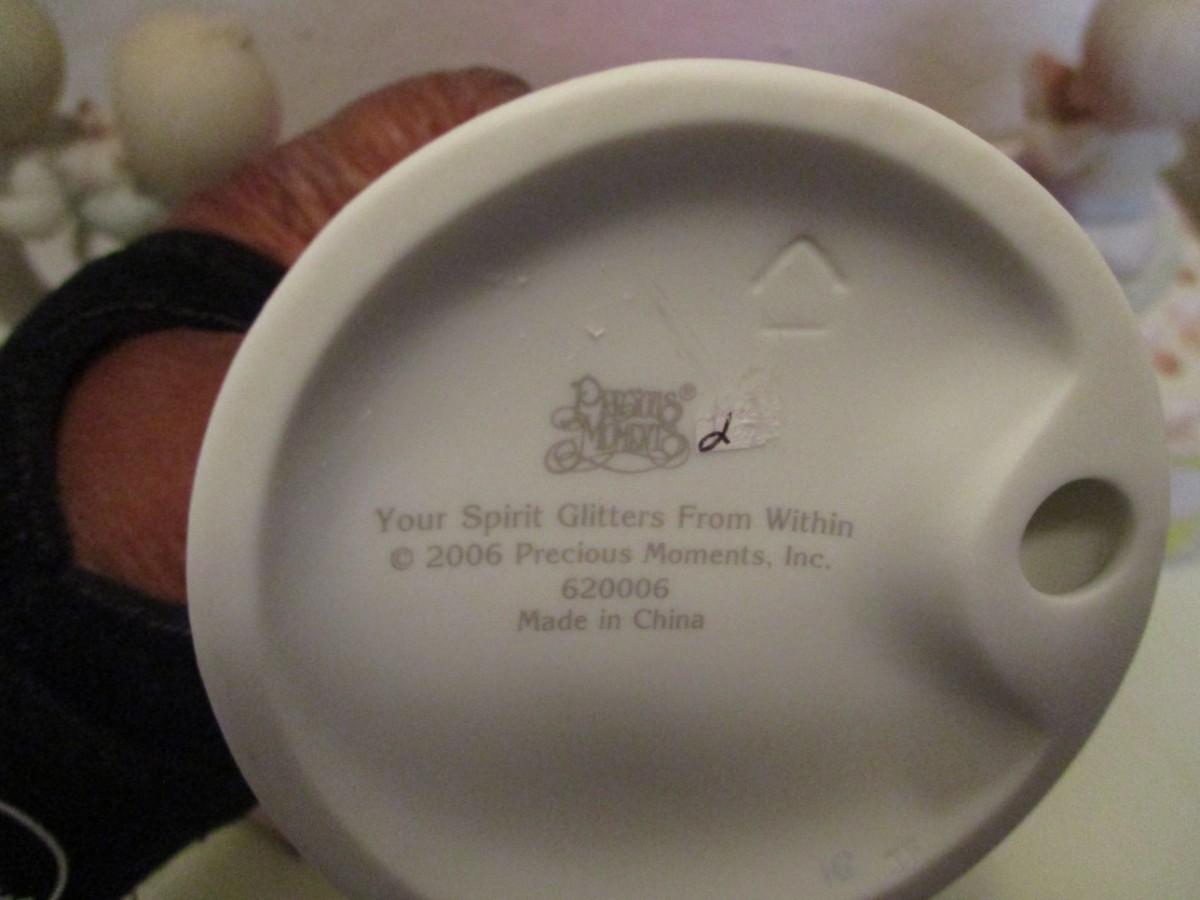 Precious
Moments®
d
Your Spirit Glitters From Within
© 2006 Precious Moments, Inc.
620006
Made in China